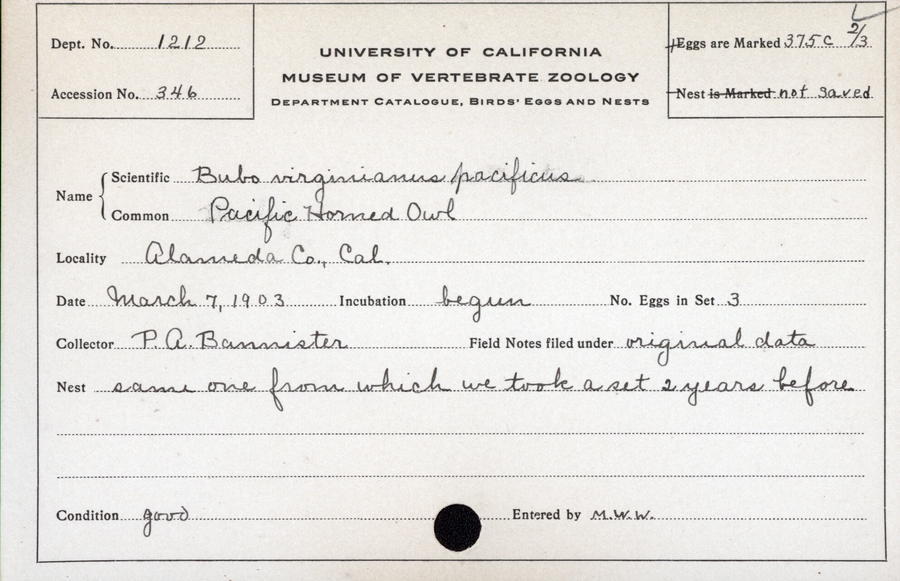 Dept. No. 1212
Accession No. 346
UNIVERSITY OF CALIFORNIA
MUSEUM OF VERTEBRATE ZOOLOGY
DEPARTMENT CATALOGUE, BIRDS' EGGS AND NESTS
Eggs are Marked 375c 2/3
Nest is Marked not saved
Name
Scientific Bubo virginianus pacificus
Common Pacific Horned Owl
Locality Alameda Co., Cal.
Date March 7, 1903 Incubation begun No. Eggs in Set 3
Collector P. A. Bannister Field Notes filed under original data
Nest same one from which we took a set 2 years before
Condition good Entered by M.W.W.